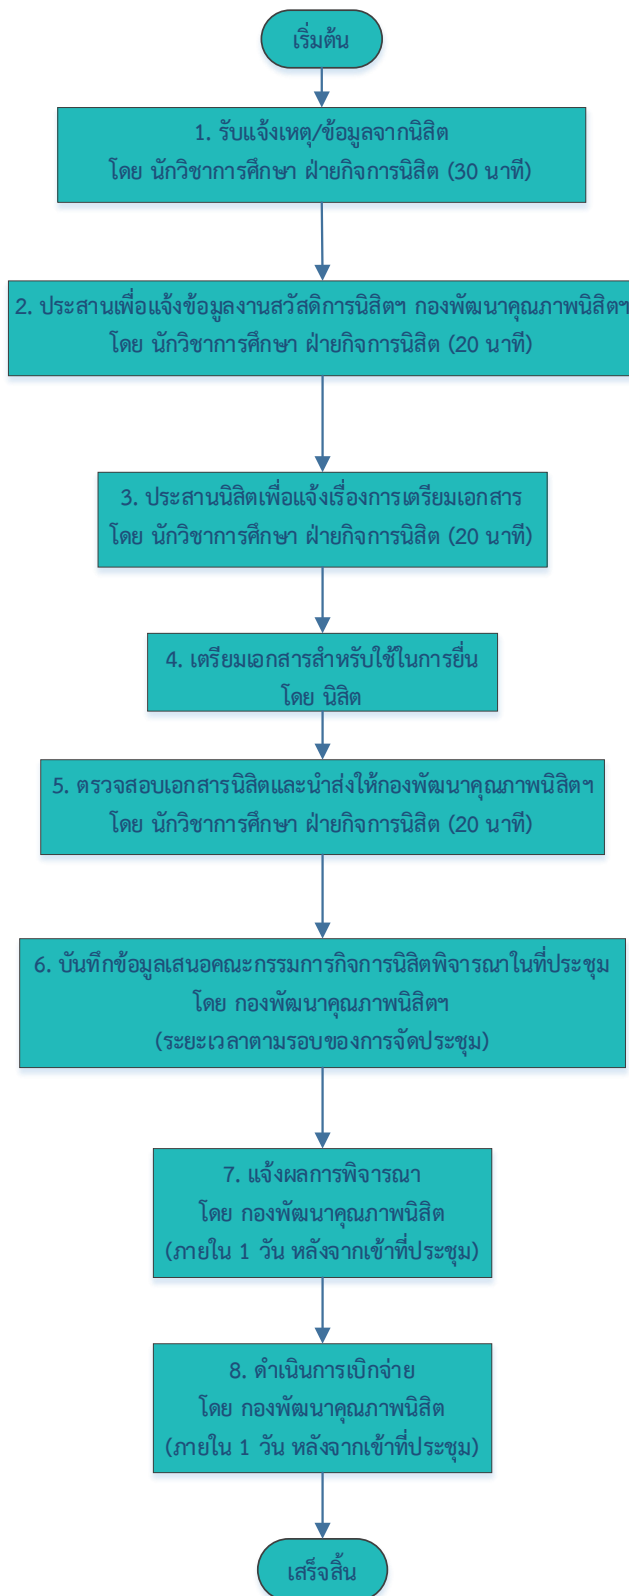 เริ่มต้น
1. รับแจ้งเหตุ/ข้อมูลจากนิสิต
โดย นักวิชาการศึกษา ฝ่ายกิจการนิสิต (30 นาที)
2. ประสานเพื่อแจ้งข้อมูลงานสวัสดิการนิสิตฯ กองพัฒนาคุณภาพนิสิตฯ
โดย นักวิชาการศึกษา ฝ่ายกิจการนิสิต (20 นาที)
3. ประสานนิสิตเพื่อแจ้งเรื่องการเตรียมเอกสาร
โดย นักวิชาการศึกษา ฝ่ายกิจการนิสิต (20 นาที)
4. เตรียมเอกสารสำหรับใช้ในการยื่น
โดย นิสิต
5. ตรวจสอบเอกสารนิสิตและนำส่งให้กองพัฒนาคุณภาพนิสิตฯ
โดย นักวิชาการศึกษา ฝ่ายกิจการนิสิต (20 นาที)
6. บันทึกข้อมูลเสนอคณะกรรมการกิจการนิสิตพิจารณาในที่ประชุม
โดย กองพัฒนาคุณภาพนิสิตฯ
(ระยะเวลาตามรอบของการจัดประชุม)
7. แจ้งผลการพิจารณา
โดย กองพัฒนาคุณภาพนิสิต
(ภายใน 1 วัน หลังจากเข้าที่ประชุม)
8. ดำเนินการเบิกจ่าย
โดย กองพัฒนาคุณภาพนิสิต
(ภายใน 1 วัน หลังจากเข้าที่ประชุม)
เสร็จสิ้น